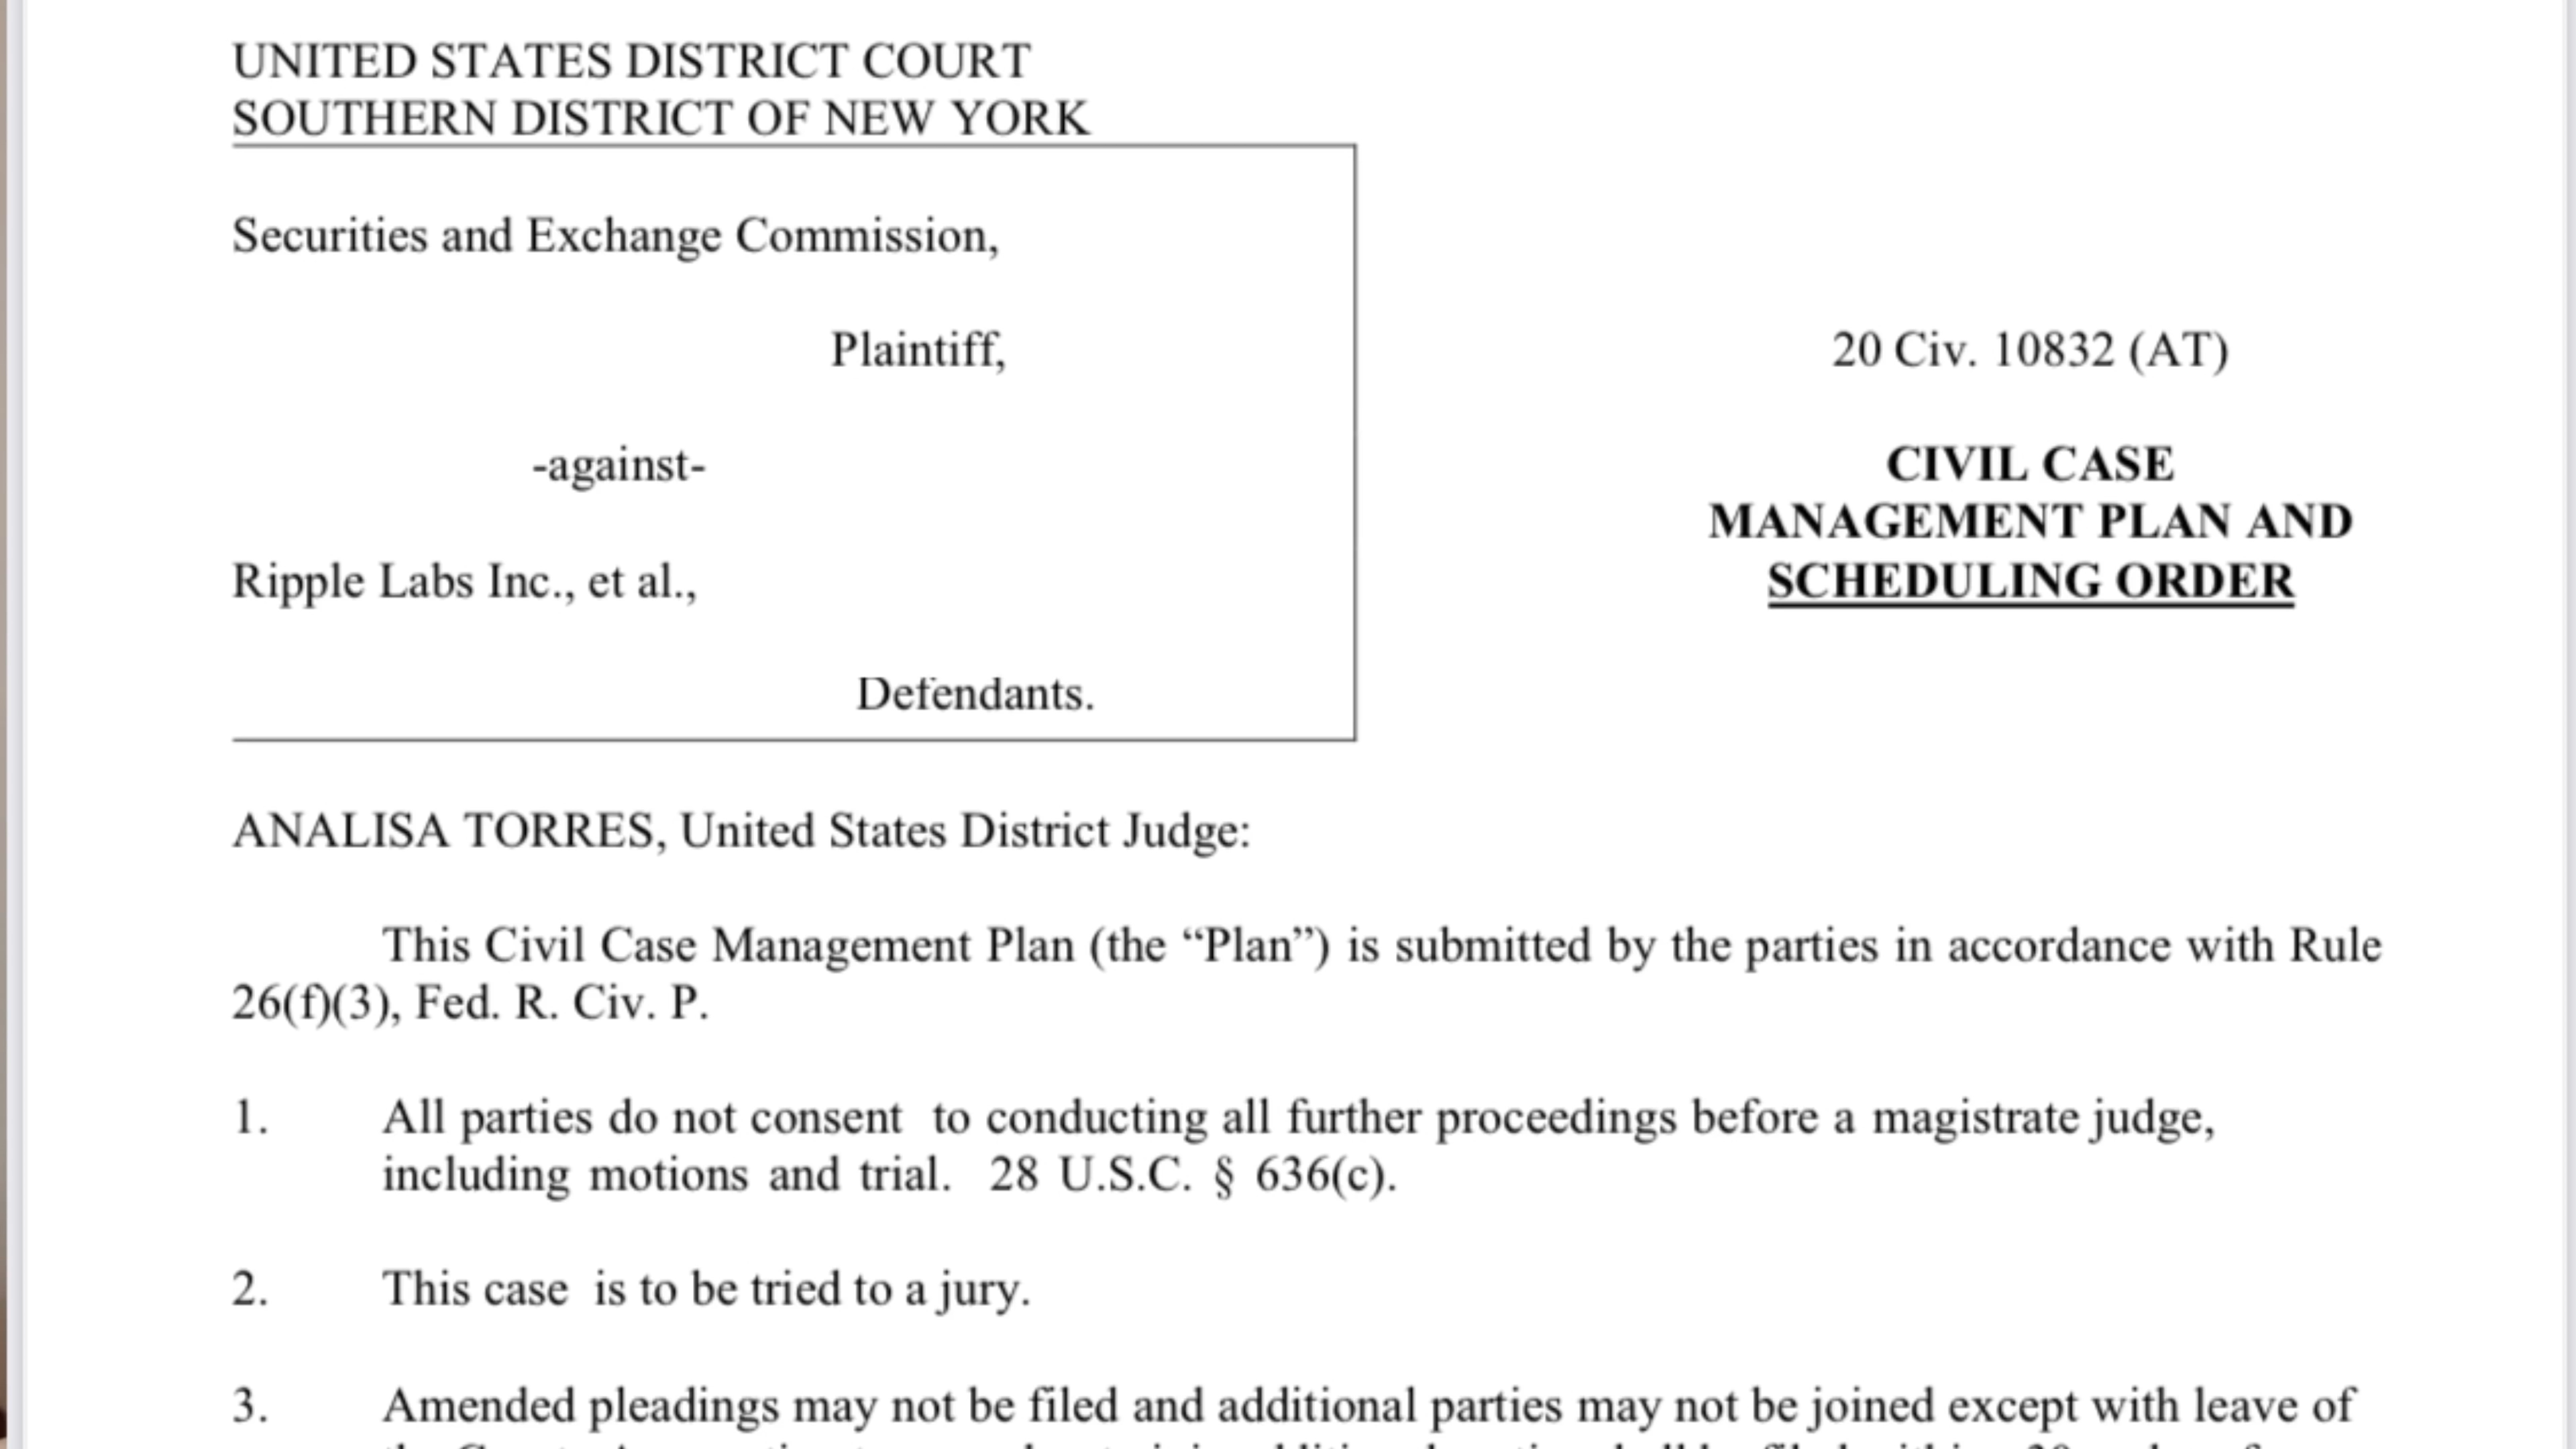 UNITED STATES DISTRICT COURT
SOUTHERN DISTRICT OF NEW YORK
Securities and Exchange Commission,
Plaintiff,
-against-
Ripple Labs Inc., et al.,
Defendants.
20 Civ. 10832 (AT)
CIVIL CASE
MANAGEMENT PLAN AND
SCHEDULING ORDER
ANALISA TORRES, United States District Judge:
This Civil Case Management Plan (the “Plan”) is submitted by the parties in accordance with Rule
26(f)(3), Fed. R. Civ. P.
1. All parties do not consent to conducting all further proceedings before a magistrate judge,
including motions and trial. 28 U.S.C. § 636(c).
2. This case is to be tried to a jury.
3. Amended pleadings may not be filed and additional parties may not be joined except with leave of